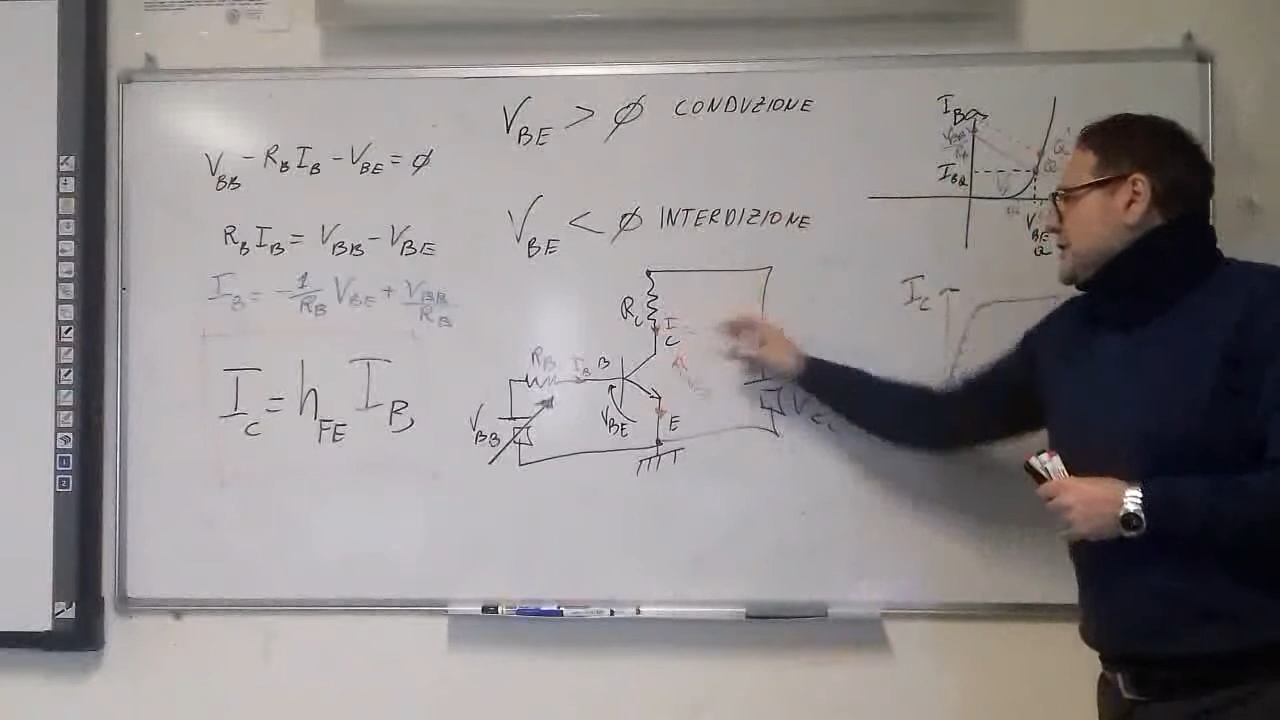 V_BE > ∅ CONDUZIONE
V_BB - R_B I_B - V_BE = ∅
V_BE < ∅ INTERDIZIONE
R_B I_B = V_BB - V_BE
I_B = - 1/R_B V_BE + V_BB/R_B
I_C = h_FE I_B
R_C
I_C
R_B
I_B
B
V_BB
V_BE
E
I_B
I_BQ
Q'
Q
V_BEQ
I_C